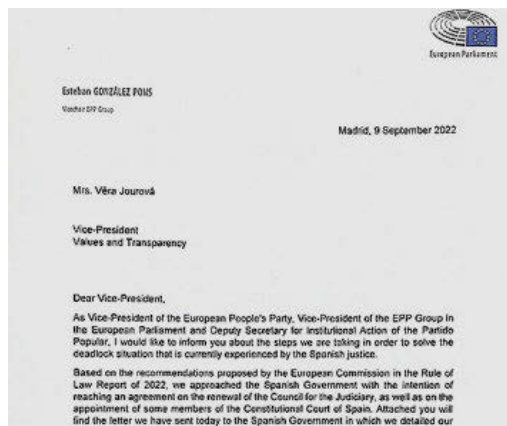 European Parliament
Esteban GONZÁLEZ PONS
Vicechair EPP Group
Madrid, 9 September 2022
Mrs. Věra Jourová
Vice-President
Values and Transparency
Dear Vice-President,
As Vice-President of the European People's Party, Vice-President of the EPP Group in
the European Parliament and Deputy Secretary for Institutional Action of the Partido
Popular, I would like to inform you about the steps we are taking in order to solve the
deadlock situation that is currently experienced by the Spanish justice.
Based on the recommendations proposed by the European Commission in the Rule of
Law Report of 2022, we approached the Spanish Government with the intention of
reaching an agreement on the renewal of the Council for the Judiciary, as well as on the
appointment of some members of the Constitutional Court of Spain. Attached you will
find the letter we have sent today to the Spanish Government in which we detailed our